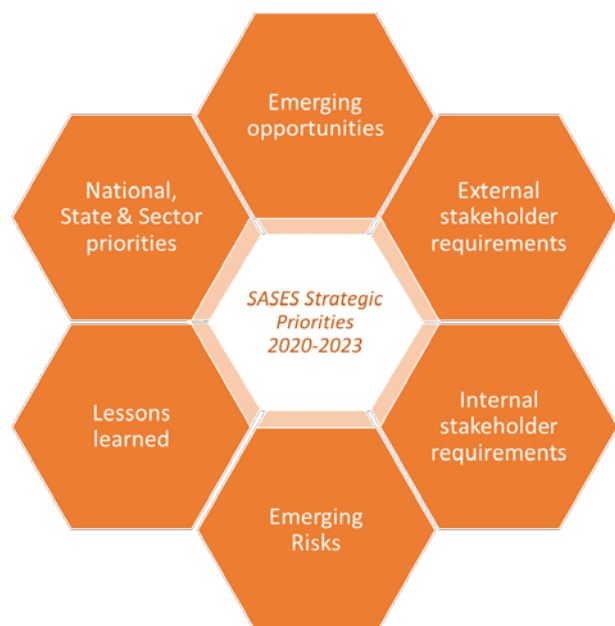 Emerging
opportunities
National,
State & Sector
priorities
External
stakeholder
requirements
SASES Strategic
Priorities
2020-2023
Lessons
learned
Internal
stakeholder
requirements
Emerging
Risks